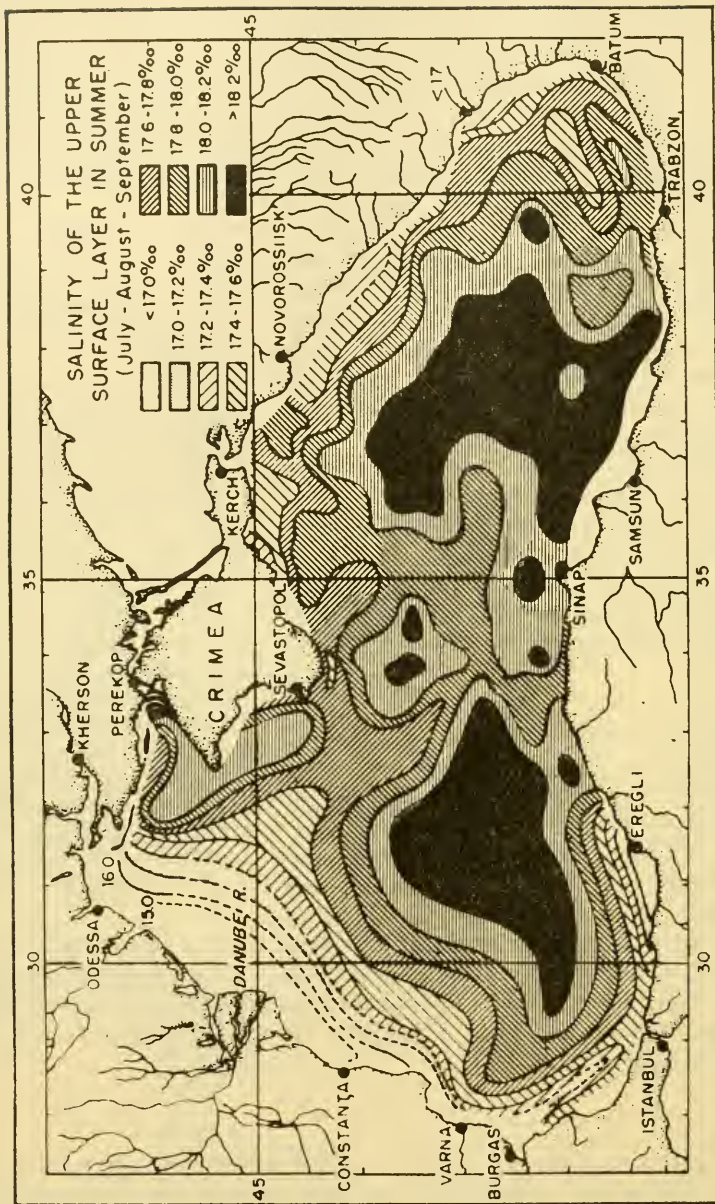 SALINITY OF THE UPPER
SURFACE LAYER IN SUMMER
(July - August - September)
<17.0‰
17.0 - 17.2‰
17.2 - 17.4‰
17.4 - 17.6‰
17.6 - 17.8‰
17.8 - 18.0‰
18.0 - 18.2‰
>18.2‰
45
40
35
30
KHERSON
PEREKOP
ODESSA
16.0
15.0
CRIMEA
KERCH
SEVASTOPOL
NOVOROSSIISK
DANUBE R.
45
CONSTANȚA
VARNA
BURGAS
ISTANBUL
EREGLI
SINAP
SAMSUN
TRABZON
BATUM
<17
30
35
40